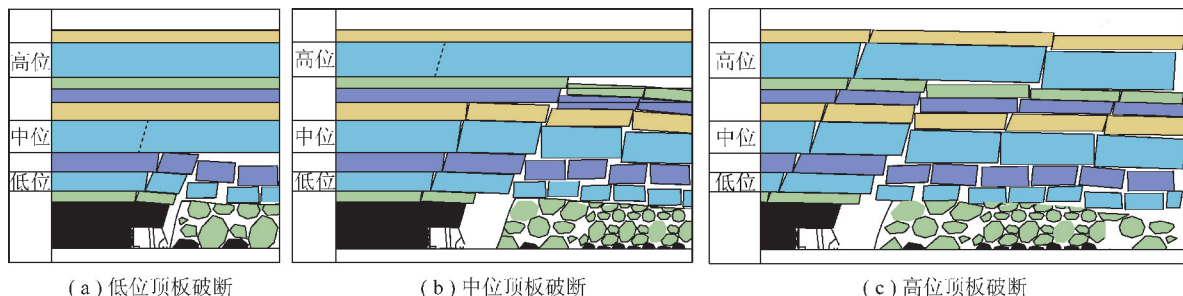 高位
中位
低位
(a)低位顶板破断
高位
中位
低位
(b)中位顶板破断
高位
中位
低位
(c)高位顶板破断